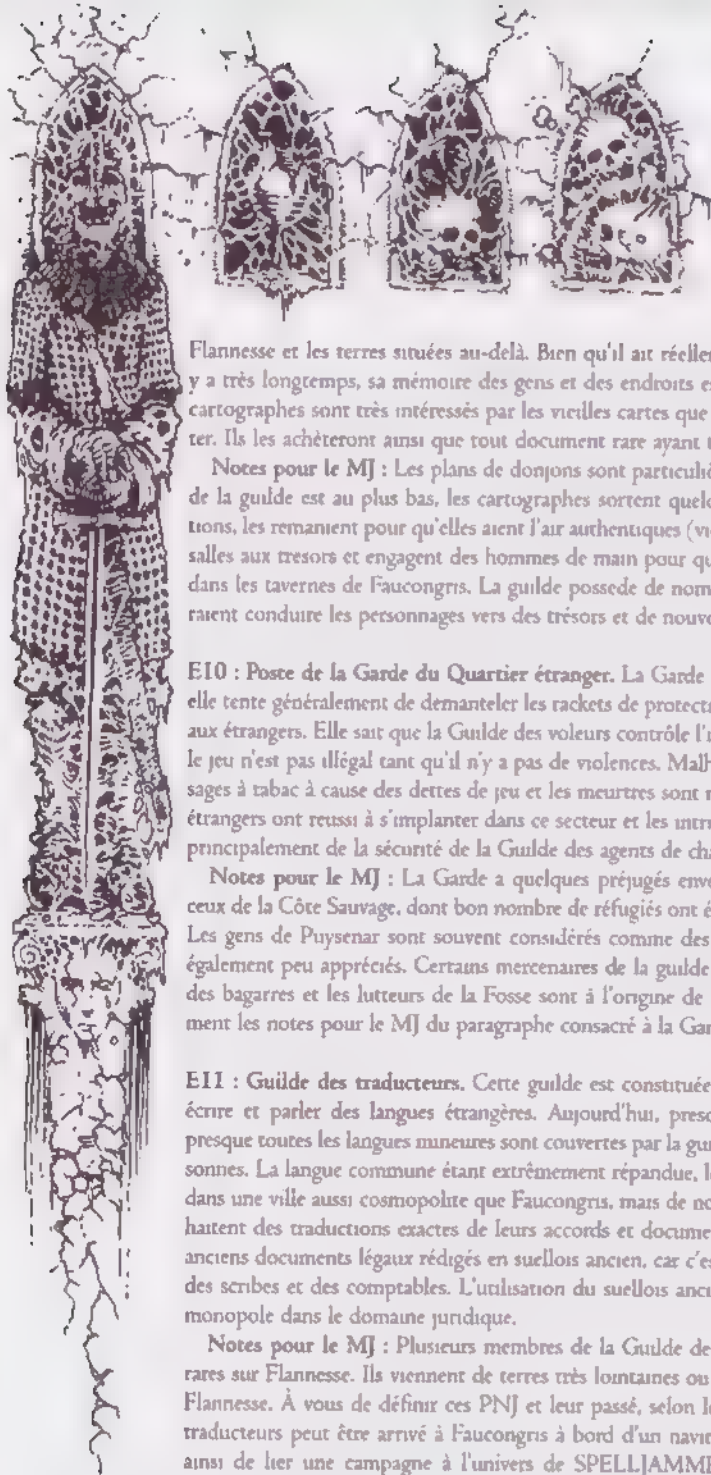 Flannesse et les terres situées au-delà. Bien qu'il ait réeller
y a très longtemps, sa mémoire des gens et des endroits es
cartographes sont très intéressés par les vieilles cartes que
ter. Ils les achèteront ainsi que tout document rare ayant t
Notes pour le MJ : Les plans de donjons sont particuliè
de la guilde est au plus bas, les cartographes sortent quelq
tions, les remanient pour qu'elles aient l'air authentiques (vi
salles aux tresors et engagent des hommes de main pour qu
dans les tavernes de Faucongris. La guilde possede de nom
raient conduire les personnages vers des trésors et de nouve
E10 : Poste de la Garde du Quartier étranger. La Garde
elle tente généralement de demanteler les rackets de protect
aux étrangers. Elle sait que la Guilde des voleurs contrôle l'i
le jeu n'est pas illégal tant qu'il n'y a pas de violences. Malh
sages à tabac à cause des dettes de jeu et les meurtres sont r
étrangers ont reussi à s'implanter dans ce secteur et les intri
principalement de la sécurité de la Guilde des agents de cha
Notes pour le MJ : La Garde a quelques préjugés enve
ceux de la Côte Sauvage, dont bon nombre de réfugiés ont é
Les gens de Puysenar sont souvent considérés comme des
également peu appréciés. Certains mercenaires de la guilde
des bagarres et les lutteurs de la Fosse sont à l'origine de
ment les notes pour le MJ du paragraphe consacré à la Gar
E11 : Guilde des traducteurs. Cette guilde est constituée
écrire et parler des langues étrangères. Aujourd'hui, presq
presque toutes les langues mineures sont couvertes par la gui
sonnes. La langue commune étant extrêmement répandue, l
dans une ville aussi cosmopolite que Faucongris, mais de no
haitent des traductions exactes de leurs accords et docume
anciens documents légaux rédigés en suellois ancien, car c'es
des scribes et des comptables. L'utilisation du suellois anci
monopole dans le domaine juridique.
Notes pour le MJ : Plusieurs membres de la Guilde de
rares sur Flannesse. Ils viennent de terres très lointaines ou
Flannesse. À vous de définir ces PNJ et leur passé, selon l
traducteurs peut être arrivé à Faucongris à bord d'un navir
ainsi de lier une campagne à l'univers de SPELLJAMME